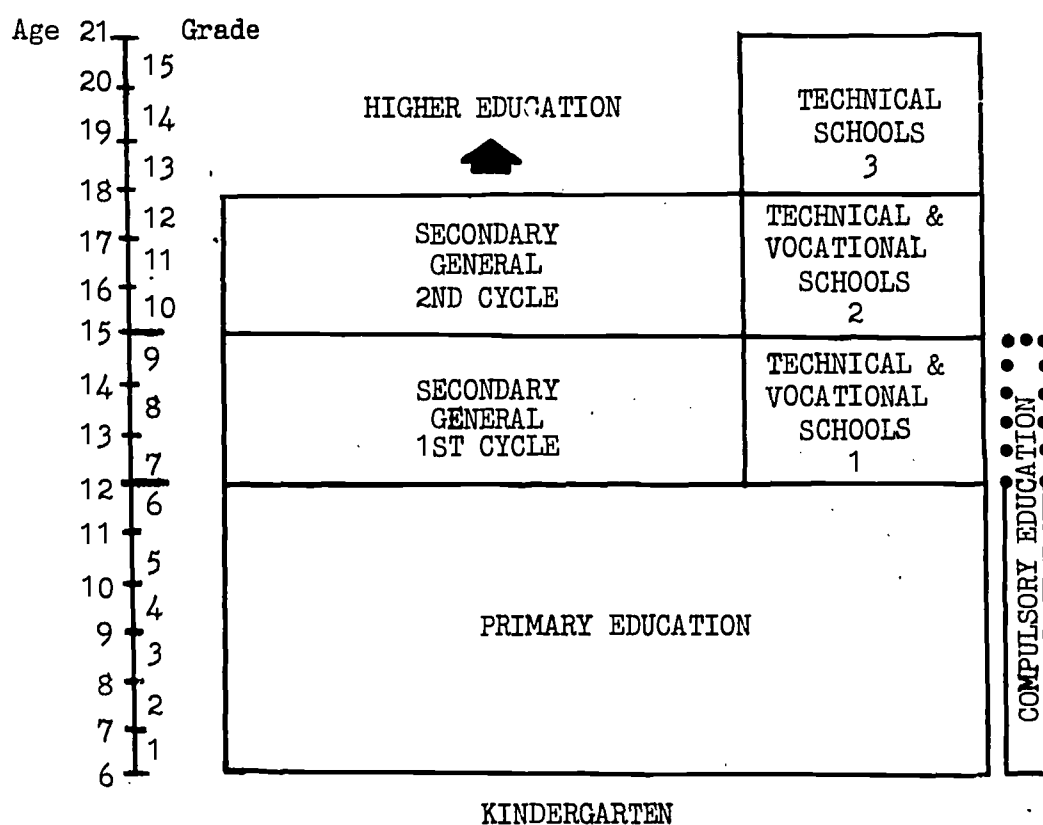 Age 21 Grade
15
20
HIGHER EDUCATION
TECHNICAL
SCHOOLS
3
14
19
13
18
12
17
11
16
10
SECONDARY
GENERAL
2ND CYCLE
TECHNICAL &
VOCATIONAL
SCHOOLS
2
15
9
14
8
13
7
SECONDARY
GENERAL
1ST CYCLE
TECHNICAL &
VOCATIONAL
SCHOOLS
1
12
6
11
5
10
4
9
3
8
2
7
1
6
PRIMARY EDUCATION
COMPULSORY EDUCATION
KINDERGARTEN